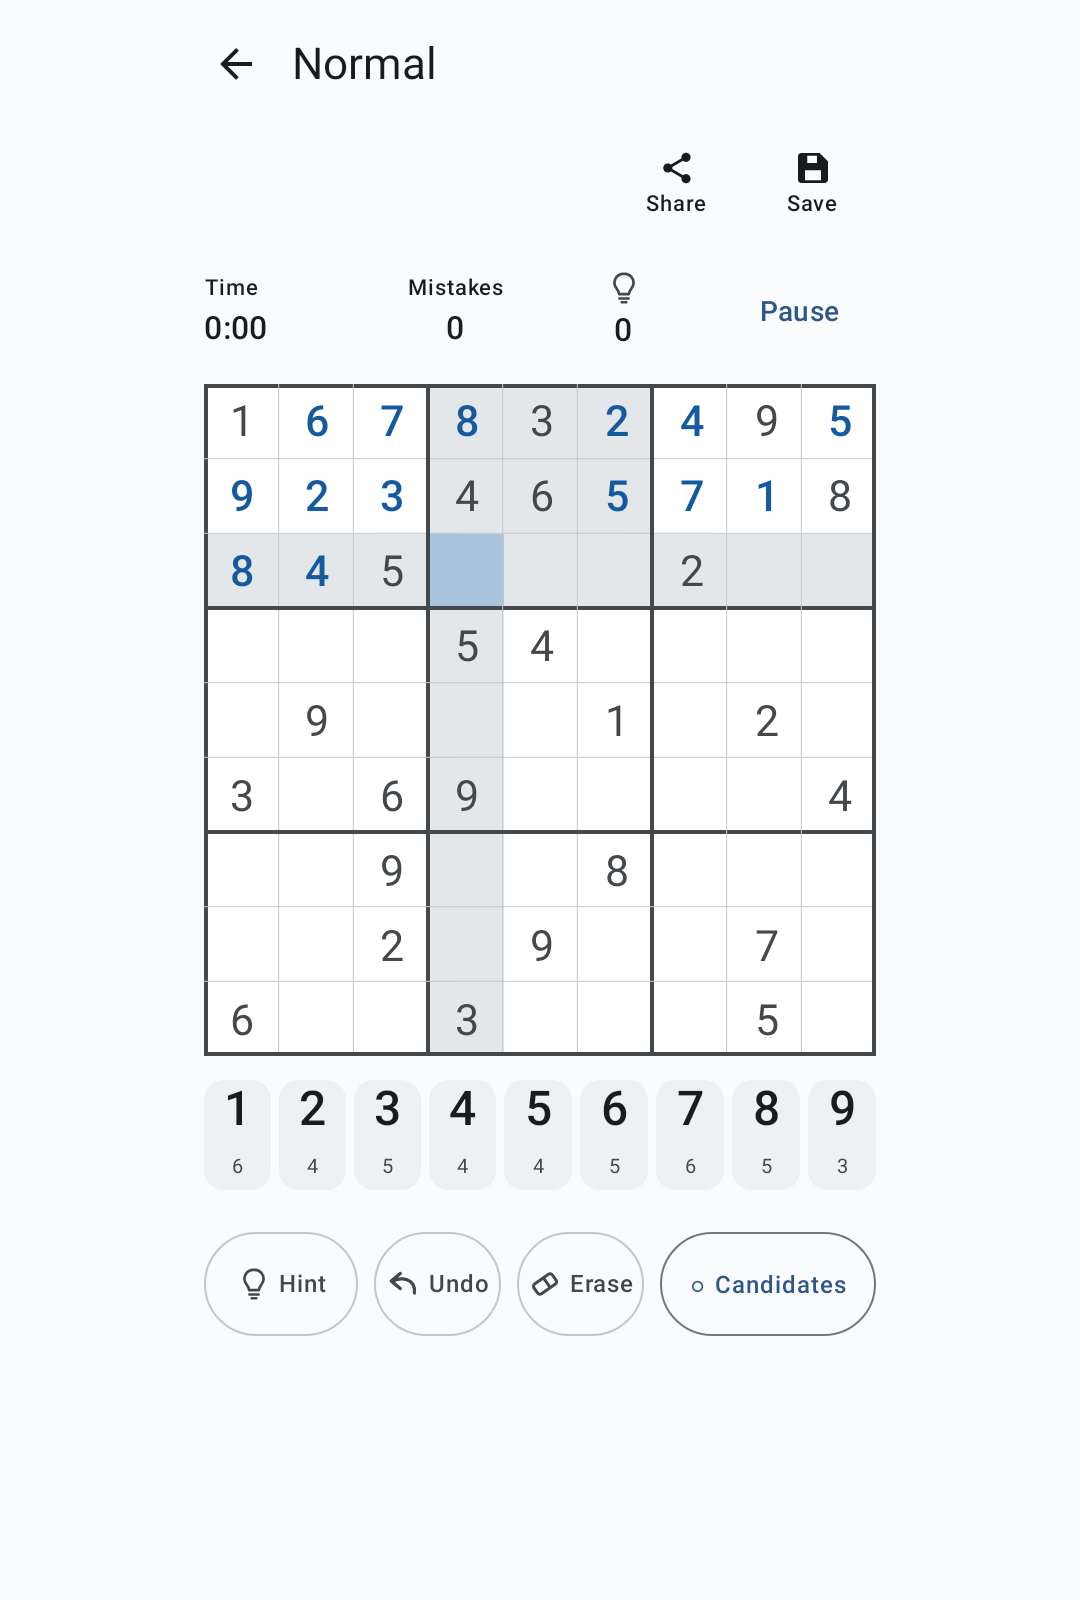 Normal
Share Save
Time Mistakes
0:00 0 0 Pause
1 6 7 8 3 2 4 9 5
9 2 3 4 6 5 7 1 8
8 4 5 2
5 4
9 1 2
3 6 9 4
9 8
2 9 7
6 3 5
1 2 3 4 5 6 7 8 9
6 4 5 4 4 5 6 5 3
Hint Undo Erase Candidates